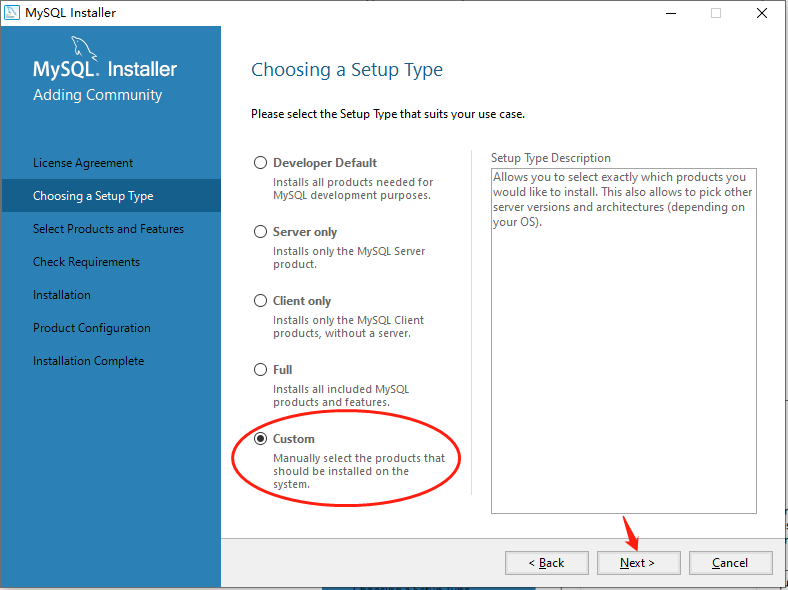 MySQL Installer
MySQL. Installer
Adding Community
License Agreement
Choosing a Setup Type
Select Products and Features
Check Requirements
Installation
Product Configuration
Installation Complete
Choosing a Setup Type
Please select the Setup Type that suits your use case.
Developer Default
Installs all products needed for
MySQL development purposes.
Server only
Installs only the MySQL Server
product.
Client only
Installs only the MySQL Client
products, without a server.
Full
Installs all included MySQL
products and features.
Custom
Manually select the products that
should be installed on the
system.
Setup Type Description
Allows you to select exactly which products you
would like to install. This also allows to pick other
server versions and architectures (depending on
your OS).
< Back
Next >
Cancel